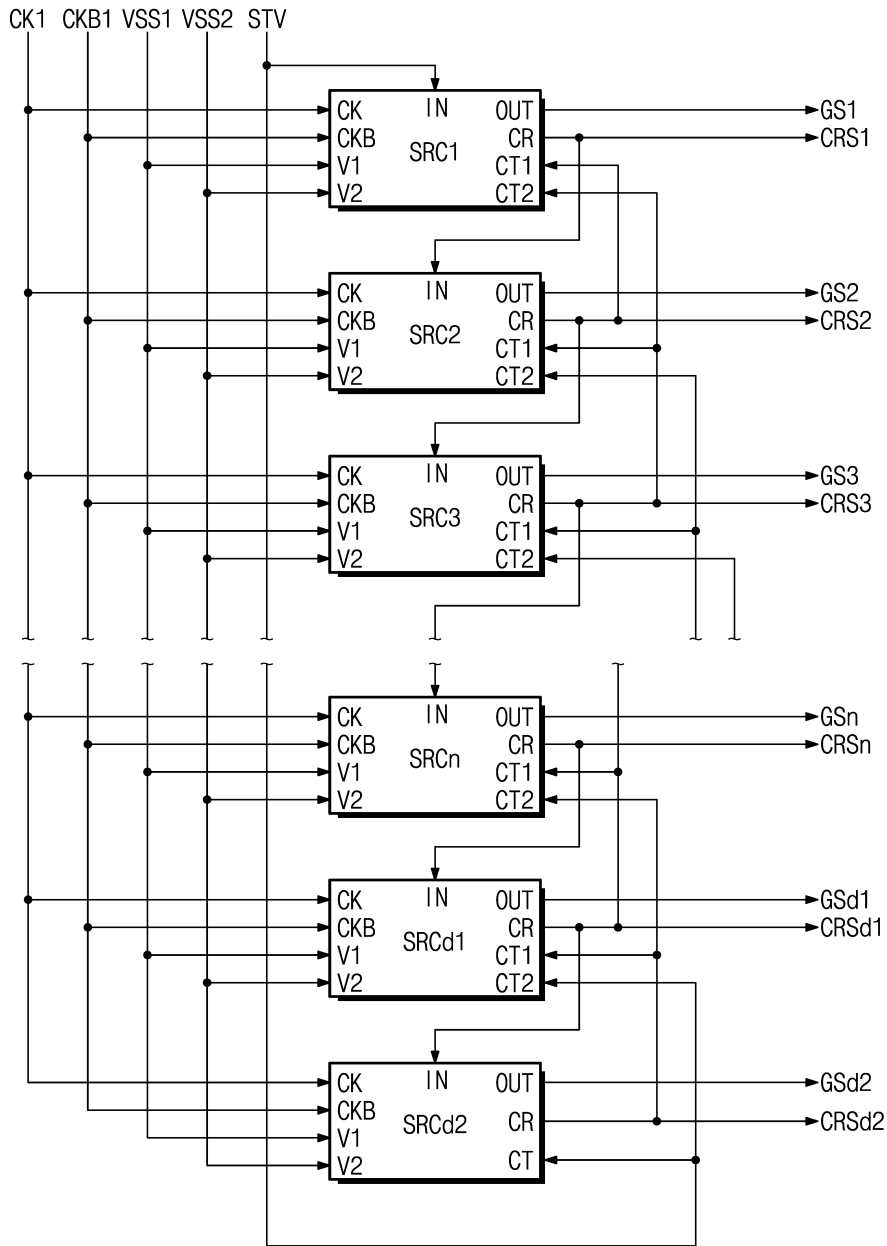 CK1 CKB1 VSS1 VSS2 STV
CK IN OUT GS1
CKB CR CRS1
SRC1
V1 CT1
V2 CT2
CK IN OUT GS2
CKB CR CRS2
SRC2
V1 CT1
V2 CT2
CK IN OUT GS3
CKB CR CRS3
SRC3
V1 CT1
V2 CT2
CK IN OUT GSn
CKB CR CRSn
SRCn
V1 CT1
V2 CT2
CK IN OUT GSd1
CKB CR CRSd1
SRCd1
V1 CT1
V2 CT2
CK IN OUT GSd2
CKB
SRCd2 CR CRSd2
V1
V2 CT